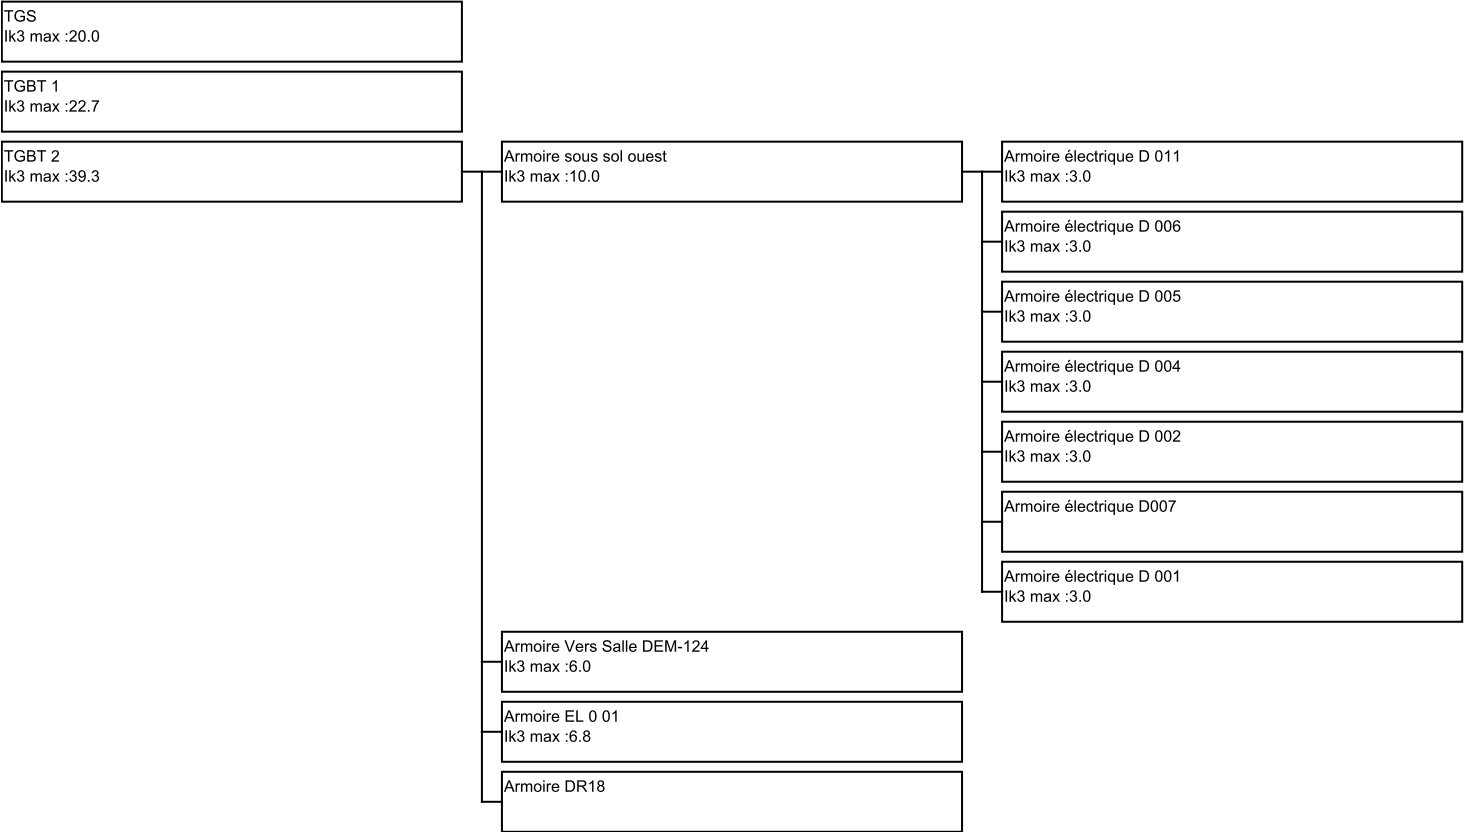 TGS
Ik3 max :20.0
TGBT 1
Ik3 max :22.7
TGBT 2
Ik3 max :39.3
Armoire sous sol ouest
Ik3 max :10.0
Armoire électrique D 011
Ik3 max :3.0
Armoire électrique D 006
Ik3 max :3.0
Armoire électrique D 005
Ik3 max :3.0
Armoire électrique D 004
Ik3 max :3.0
Armoire électrique D 002
Ik3 max :3.0
Armoire électrique D007
Armoire électrique D 001
Ik3 max :3.0
Armoire Vers Salle DEM-124
Ik3 max :6.0
Armoire EL 0 01
Ik3 max :6.8
Armoire DR18